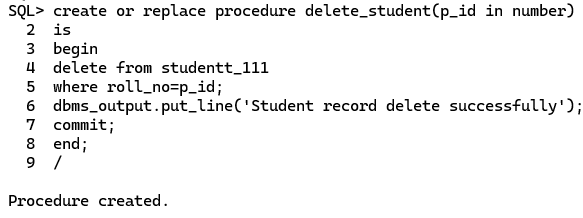 SQL> create or replace procedure delete_student(p_id in number)
2 is
3 begin
4 delete from studentt_111
5 where roll_no=p_id;
6 dbms_output.put_line('Student record delete successfully');
7 commit;
8 end;
9 /
Procedure created.